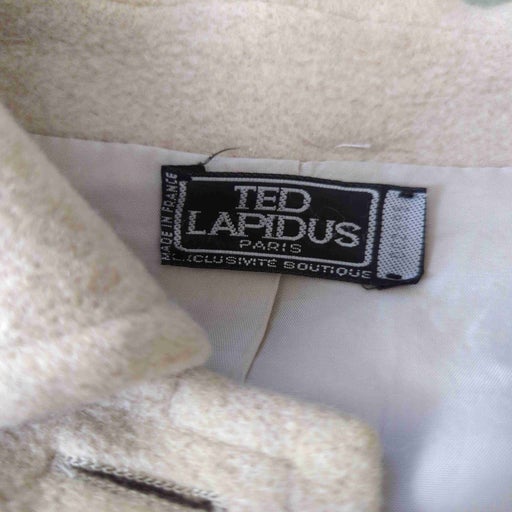 MADE IN FRANCE
TED
LAPIDUS
PARIS
EXCLUSIVITÉ BOUTIQUE